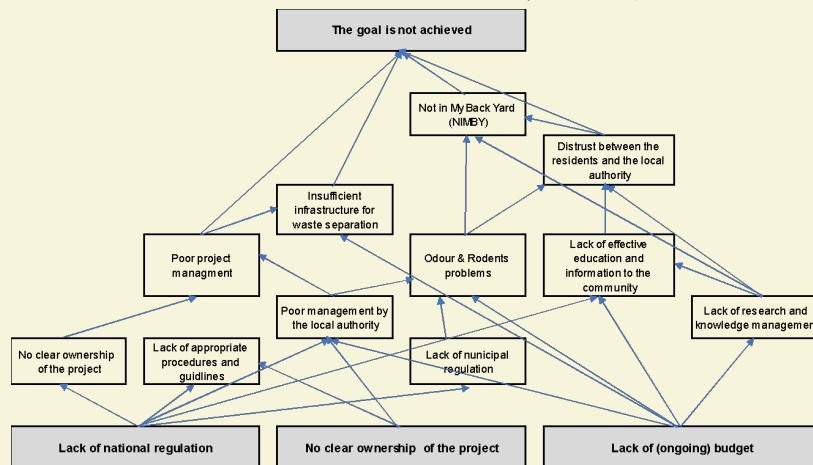 The goal is not achieved
Not in My Back Yard
(NIMBY)
Distrust between the
residents and the local
authority
Insufficient
infrastructure for
waste separation
Poor project
managment
Odour & Rodents
problems
Lack of effective
education and
information to the
community
Poor management by
the local authority
Lack of research and
knowledge management
No clear ownership
of the project
Lack of appropriate
procedures and
guidlines
Lack of nunicipal
regulation
Lack of national regulation
No clear ownership of the project
Lack of (ongoing) budget